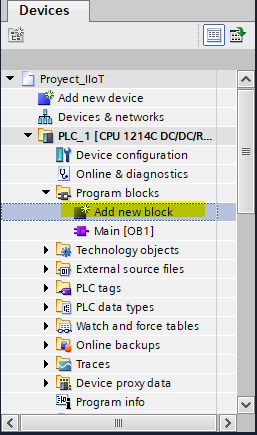 Devices
Proyect_IIoT
Add new device
Devices & networks
PLC_1 [CPU 1214C DC/DC/R...
Device configuration
Online & diagnostics
Program blocks
Add new block
Main [OB1]
Technology objects
External source files
PLC tags
PLC data types
Watch and force tables
Online backups
Traces
Device proxy data
Program info